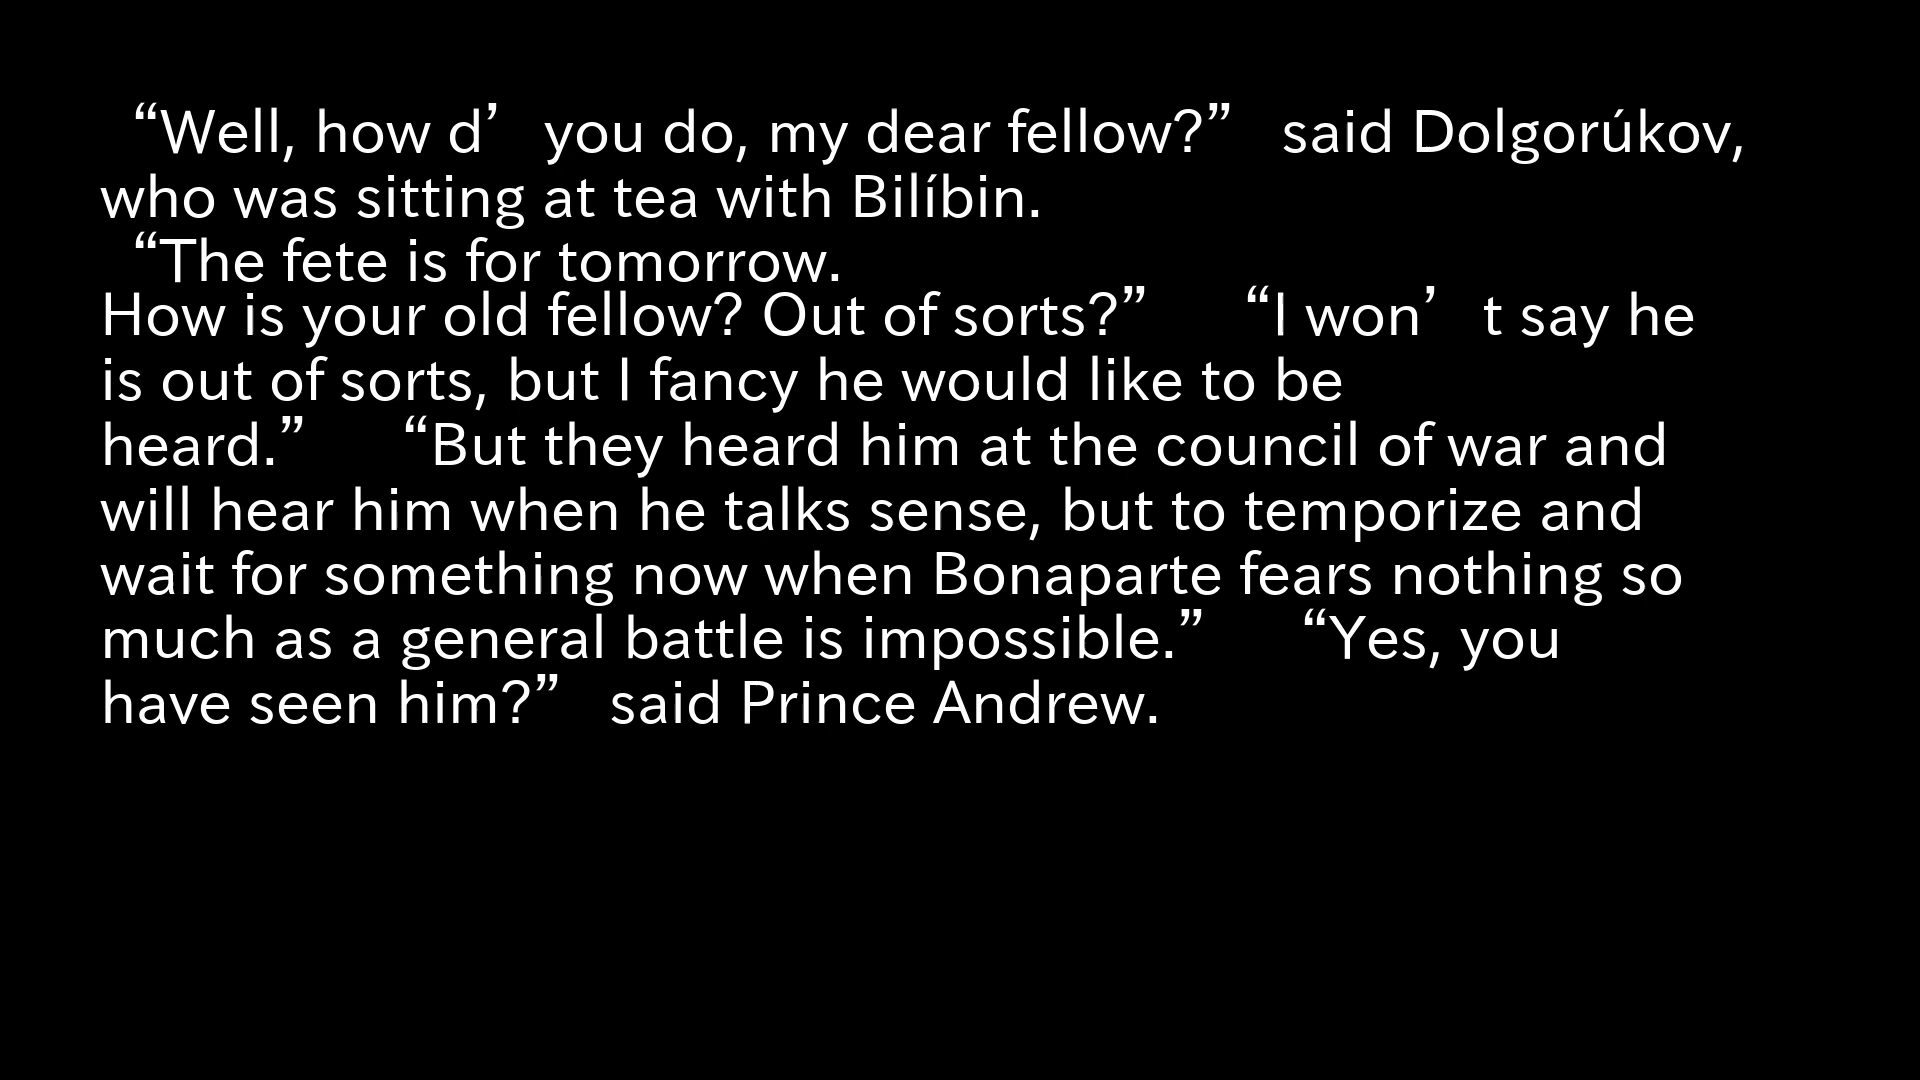 “Well, how d’you do, my dear fellow?” said Dolgorúkov,
who was sitting at tea with Bilíbin.
“The fete is for tomorrow.
How is your old fellow? Out of sorts?” “I won’t say he
is out of sorts, but I fancy he would like to be
heard.” “But they heard him at the council of war and
will hear him when he talks sense, but to temporize and
wait for something now when Bonaparte fears nothing so
much as a general battle is impossible.” “Yes, you
have seen him?” said Prince Andrew.